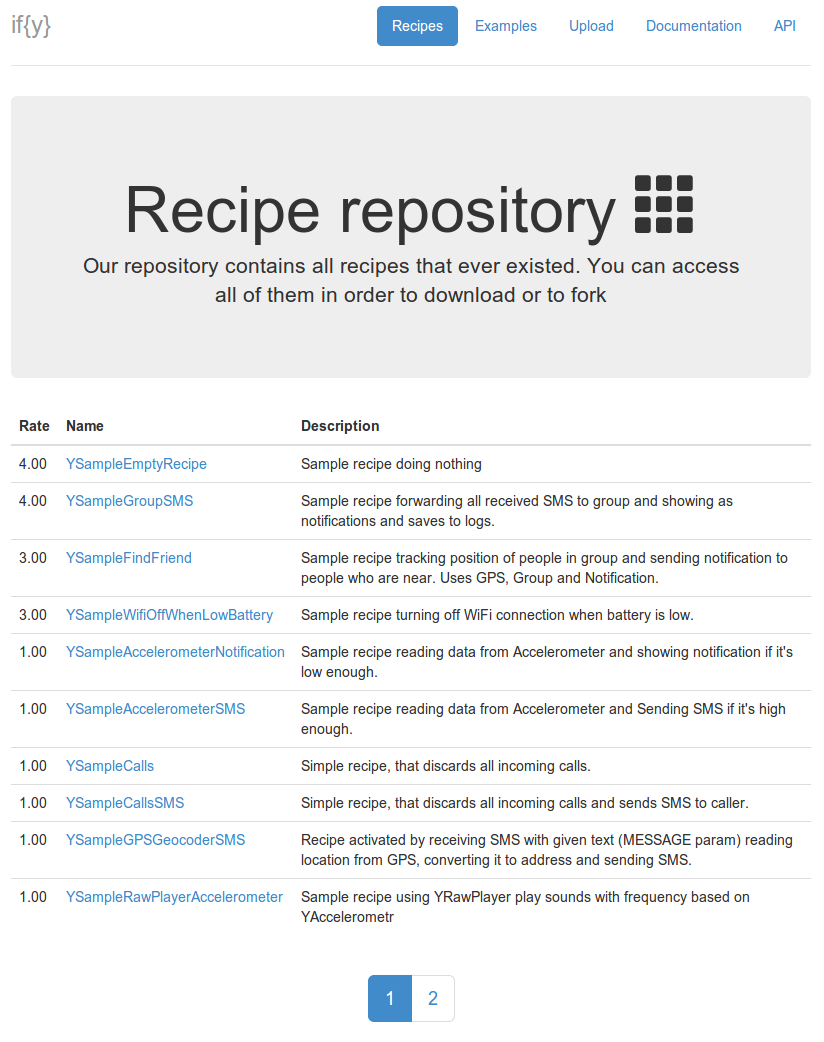 if{y}
Recipes Examples Upload Documentation API
Recipe repository
Our repository contains all recipes that ever existed. You can access
all of them in order to download or to fork
Rate Name Description
4.00 YSampleEmptyRecipe Sample recipe doing nothing
4.00 YSampleGroupSMS Sample recipe forwarding all received SMS to group and showing as
notifications and saves to logs.
3.00 YSampleFindFriend Sample recipe tracking position of people in group and sending notification to
people who are near. Uses GPS, Group and Notification.
3.00 YSampleWifiOffWhenLowBattery Sample recipe turning off WiFi connection when battery is low.
1.00 YSampleAccelerometerNotification Sample recipe reading data from Accelerometer and showing notification if it's
low enough.
1.00 YSampleAccelerometerSMS Sample recipe reading data from Accelerometer and Sending SMS if it's high
enough.
1.00 YSampleCalls Simple recipe, that discards all incoming calls.
1.00 YSampleCallsSMS Simple recipe, that discards all incoming calls and sends SMS to caller.
1.00 YSampleGPSGeocoderSMS Recipe activated by receiving SMS with given text (MESSAGE param) reading
location from GPS, converting it to address and sending SMS.
1.00 YSampleRawPlayerAccelerometer Sample recipe using YRawPlayer play sounds with frequency based on
YAccelerometr
1 2